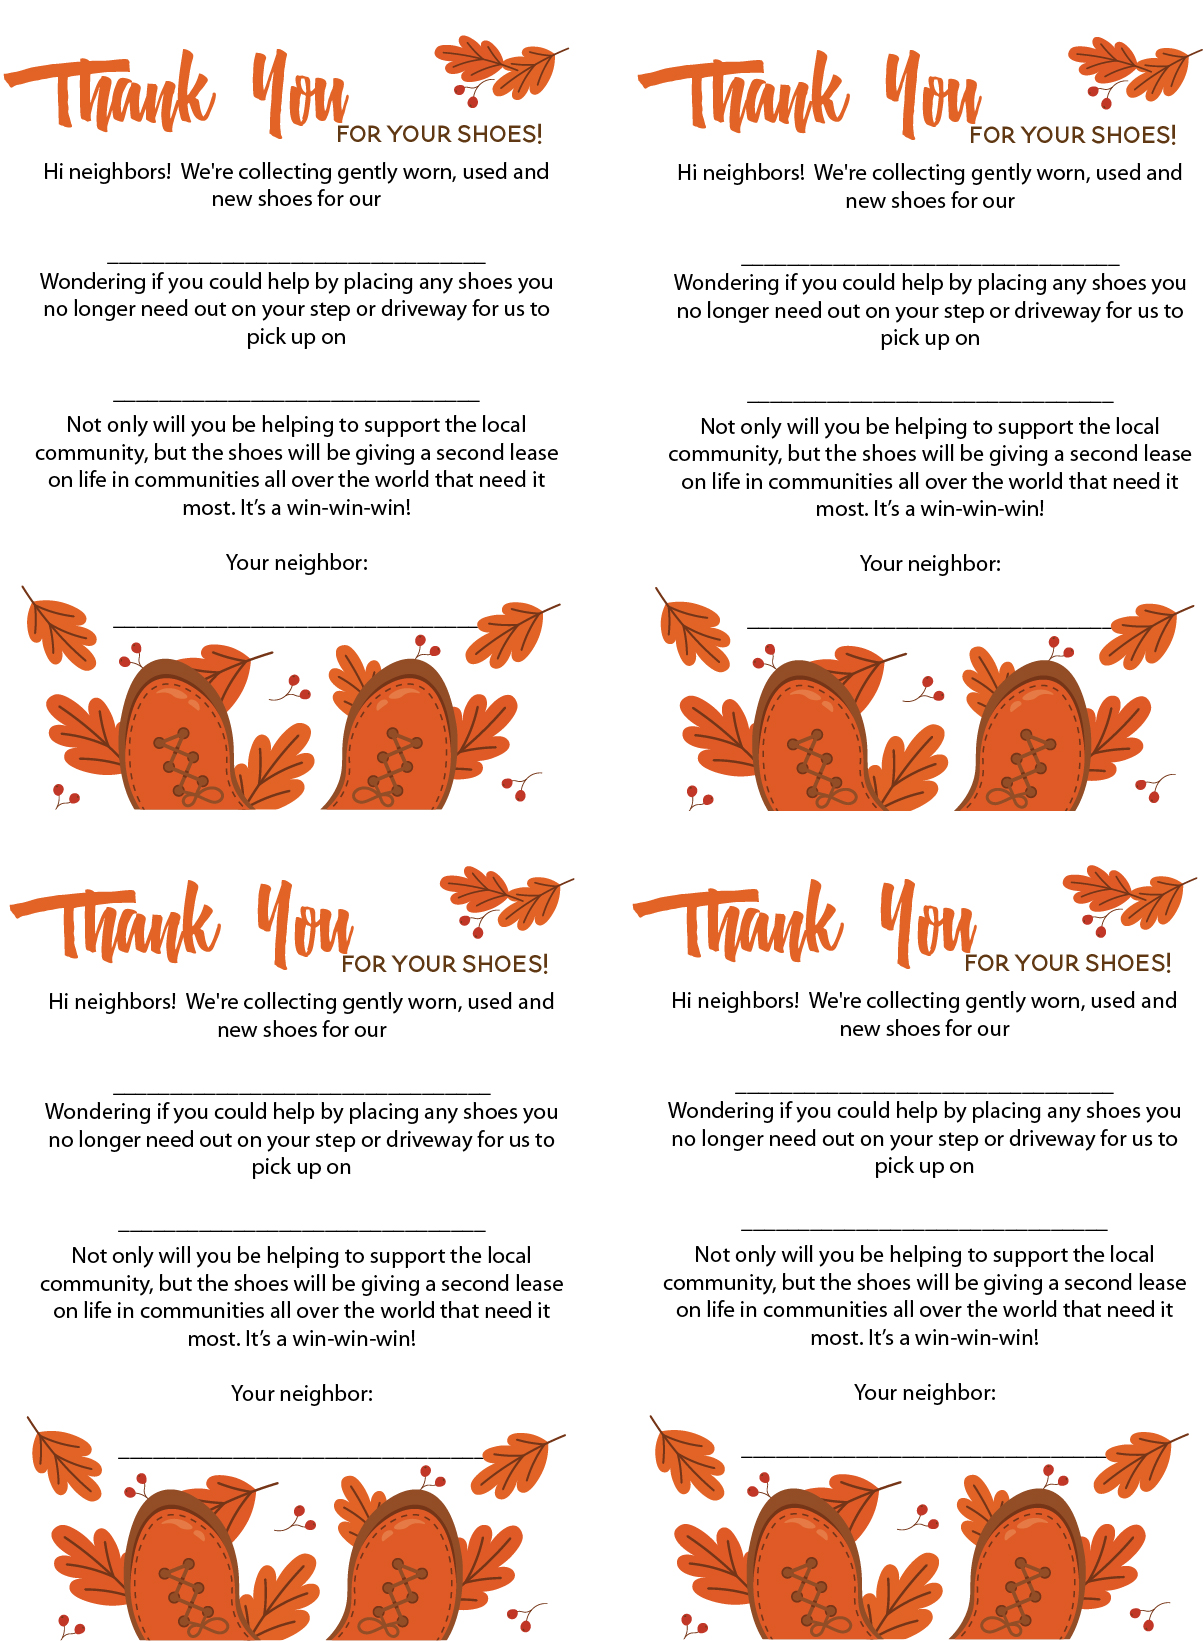 Thank You
FOR YOUR SHOES!
Hi neighbors!  We're collecting gently worn, used and
new shoes for our
_________________________________
Wondering if you could help by placing any shoes you
no longer need out on your step or driveway for us to
pick up on
________________________________
Not only will you be helping to support the local
community, but the shoes will be giving a second lease
on life in communities all over the world that need it
most. It’s a win-win-win!
Your neighbor:
________________________________
Thank You
FOR YOUR SHOES!
Hi neighbors!  We're collecting gently worn, used and
new shoes for our
_________________________________
Wondering if you could help by placing any shoes you
no longer need out on your step or driveway for us to
pick up on
________________________________
Not only will you be helping to support the local
community, but the shoes will be giving a second lease
on life in communities all over the world that need it
most. It’s a win-win-win!
Your neighbor:
________________________________
Thank You
FOR YOUR SHOES!
Hi neighbors!  We're collecting gently worn, used and
new shoes for our
_________________________________
Wondering if you could help by placing any shoes you
no longer need out on your step or driveway for us to
pick up on
________________________________
Not only will you be helping to support the local
community, but the shoes will be giving a second lease
on life in communities all over the world that need it
most. It’s a win-win-win!
Your neighbor:
________________________________
Thank You
FOR YOUR SHOES!
Hi neighbors!  We're collecting gently worn, used and
new shoes for our
_________________________________
Wondering if you could help by placing any shoes you
no longer need out on your step or driveway for us to
pick up on
________________________________
Not only will you be helping to support the local
community, but the shoes will be giving a second lease
on life in communities all over the world that need it
most. It’s a win-win-win!
Your neighbor:
________________________________